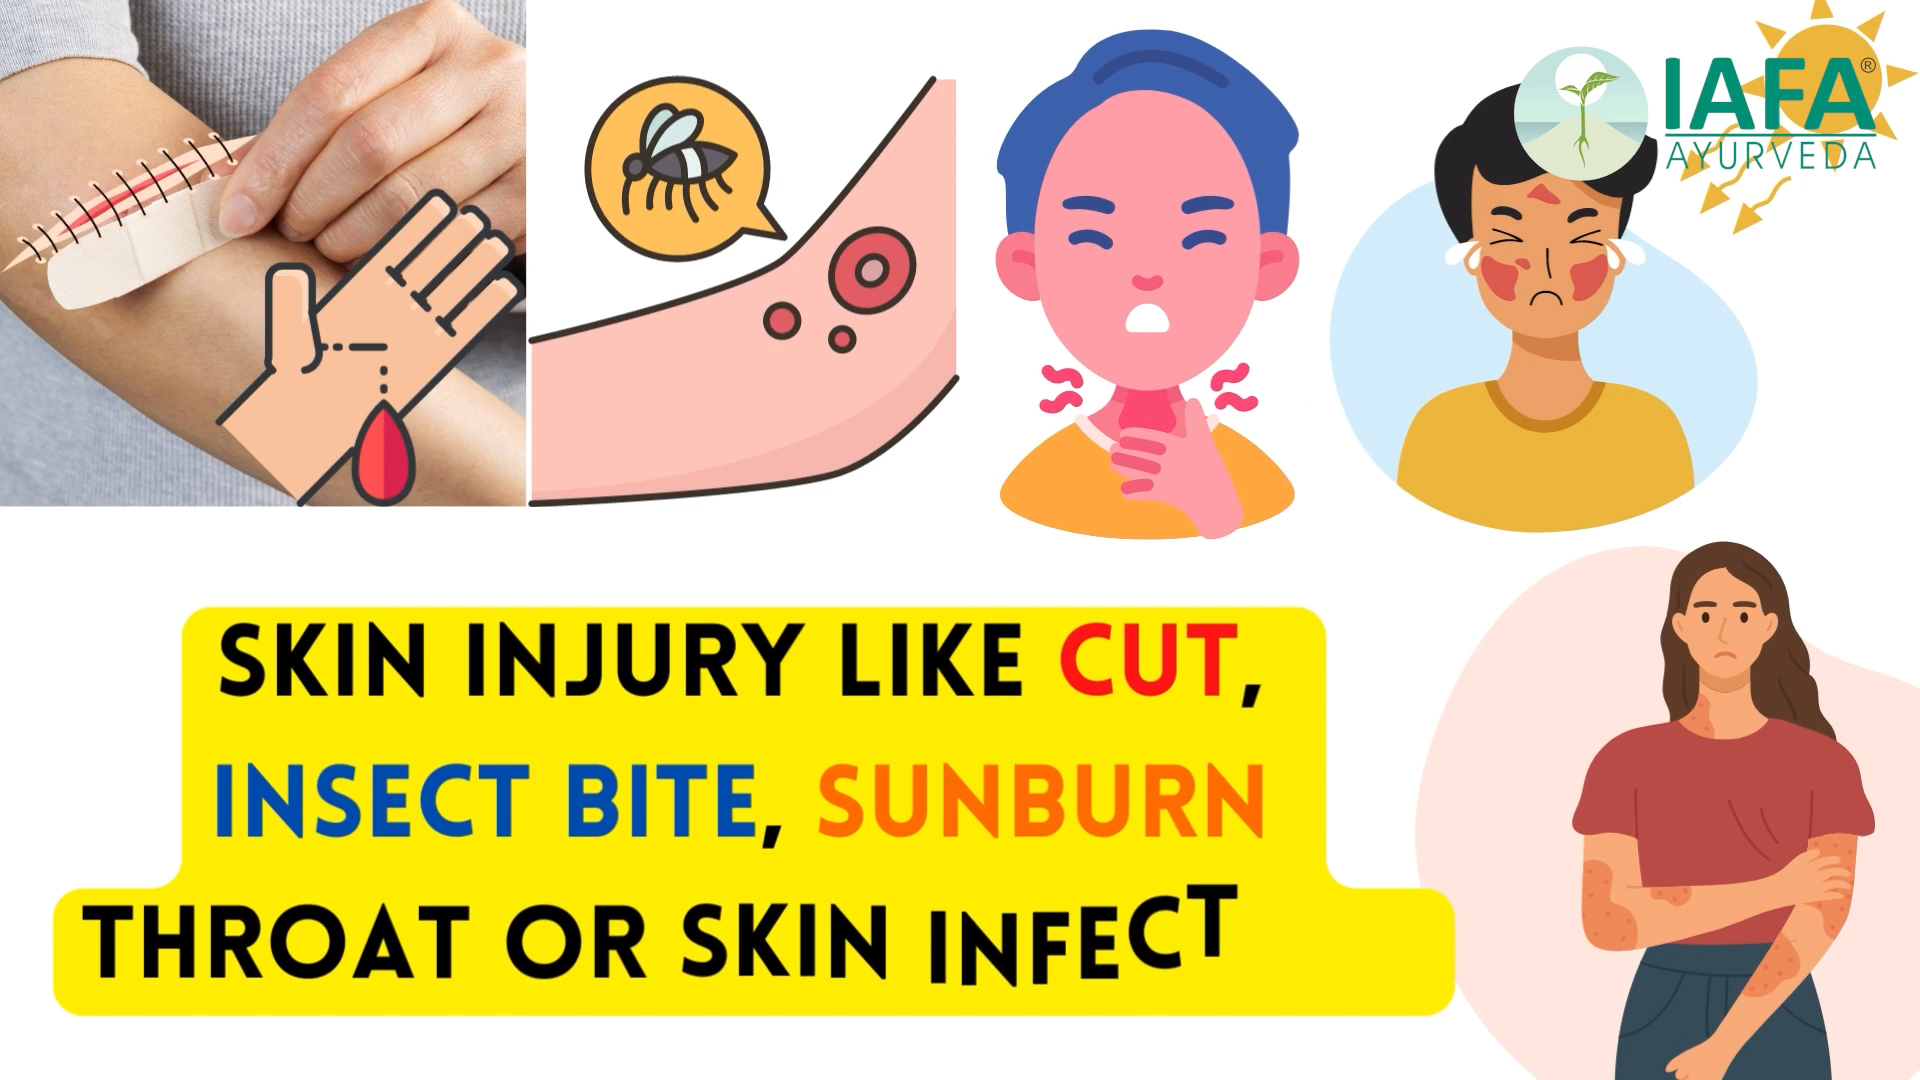 IAFA®
AYURVEDA
SKIN INJURY LIKE CUT,
INSECT BITE, SUNBURN
THROAT OR SKIN INFECT